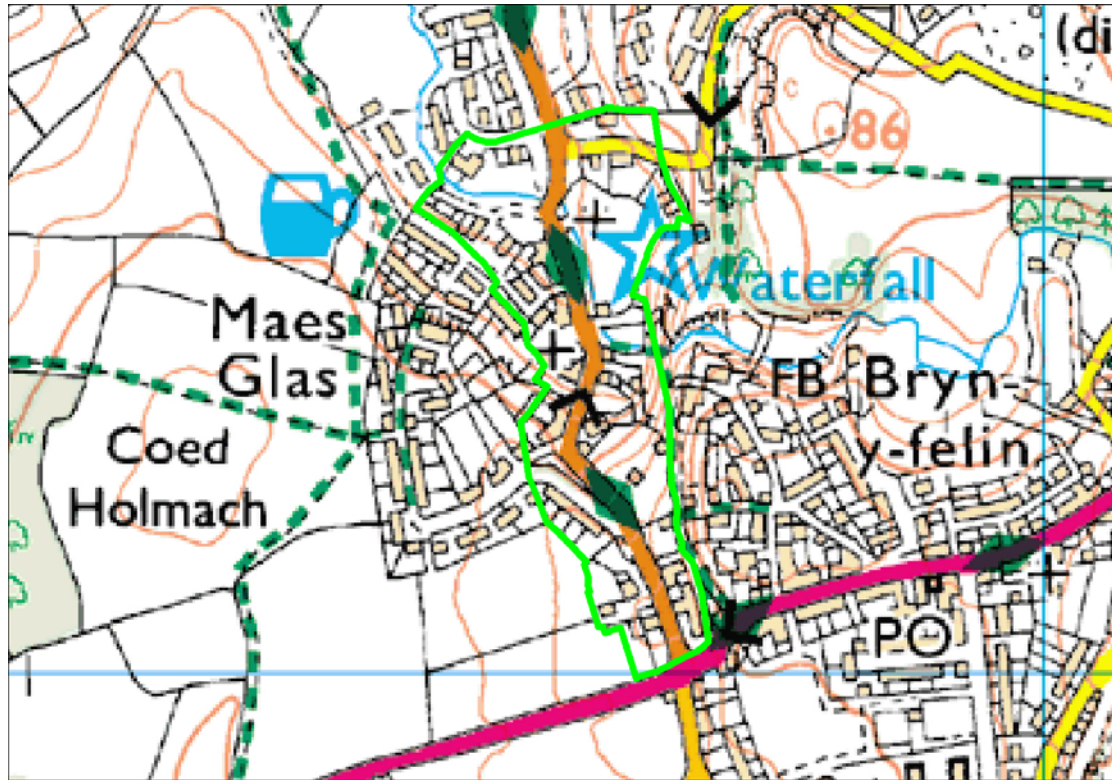 (di
86
Waterfall
Maes
Glas
FB Bryn-
y-felin
Coed
Holmach
PO